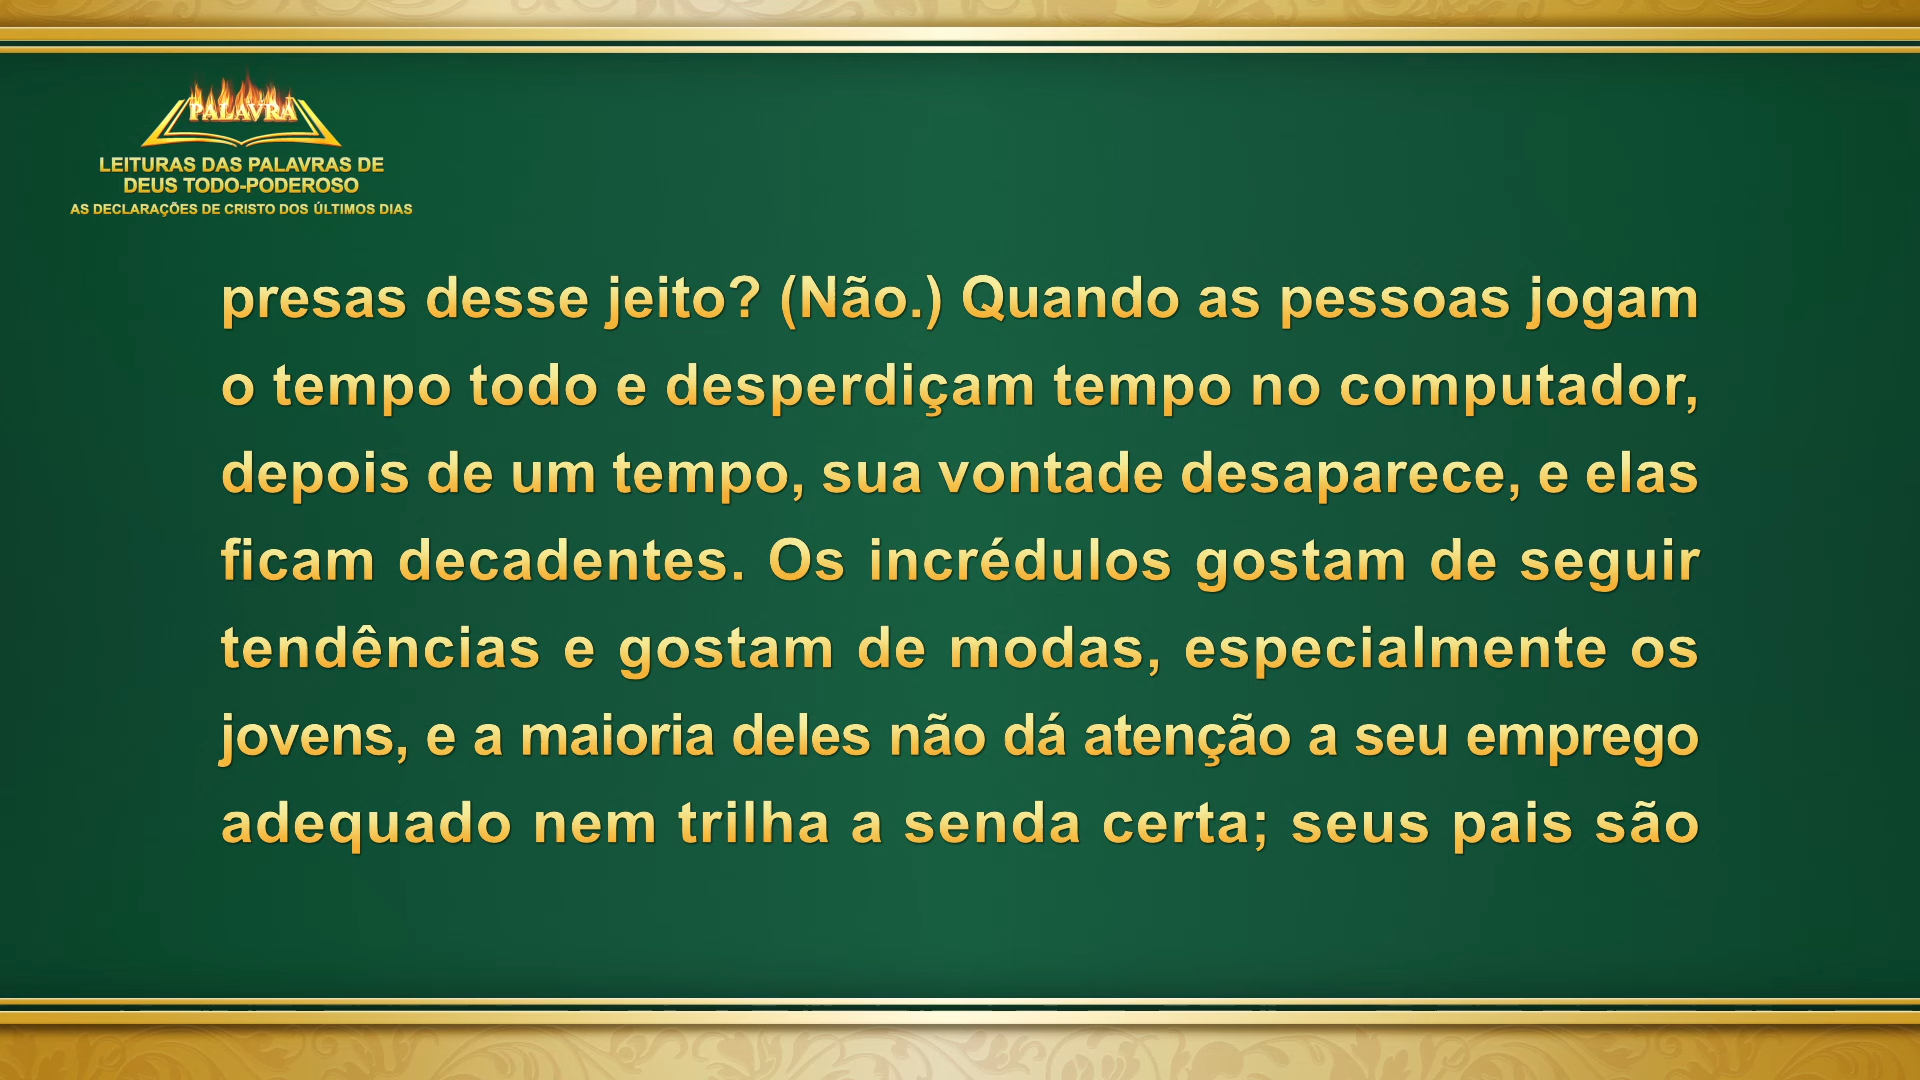 PALAVRA
LEITURAS DAS PALAVRAS DE
DEUS TODO-PODEROSO
AS DECLARAÇÕES DE CRISTO DOS ÚLTIMOS DIAS
presas desse jeito? (Não.) Quando as pessoas jogam
o tempo todo e desperdiçam tempo no computador,
depois de um tempo, sua vontade desaparece, e elas
ficam decadentes. Os incrédulos gostam de seguir
tendências e gostam de modas, especialmente os
jovens, e a maioria deles não dá atenção a seu emprego
adequado nem trilha a senda certa; seus pais são